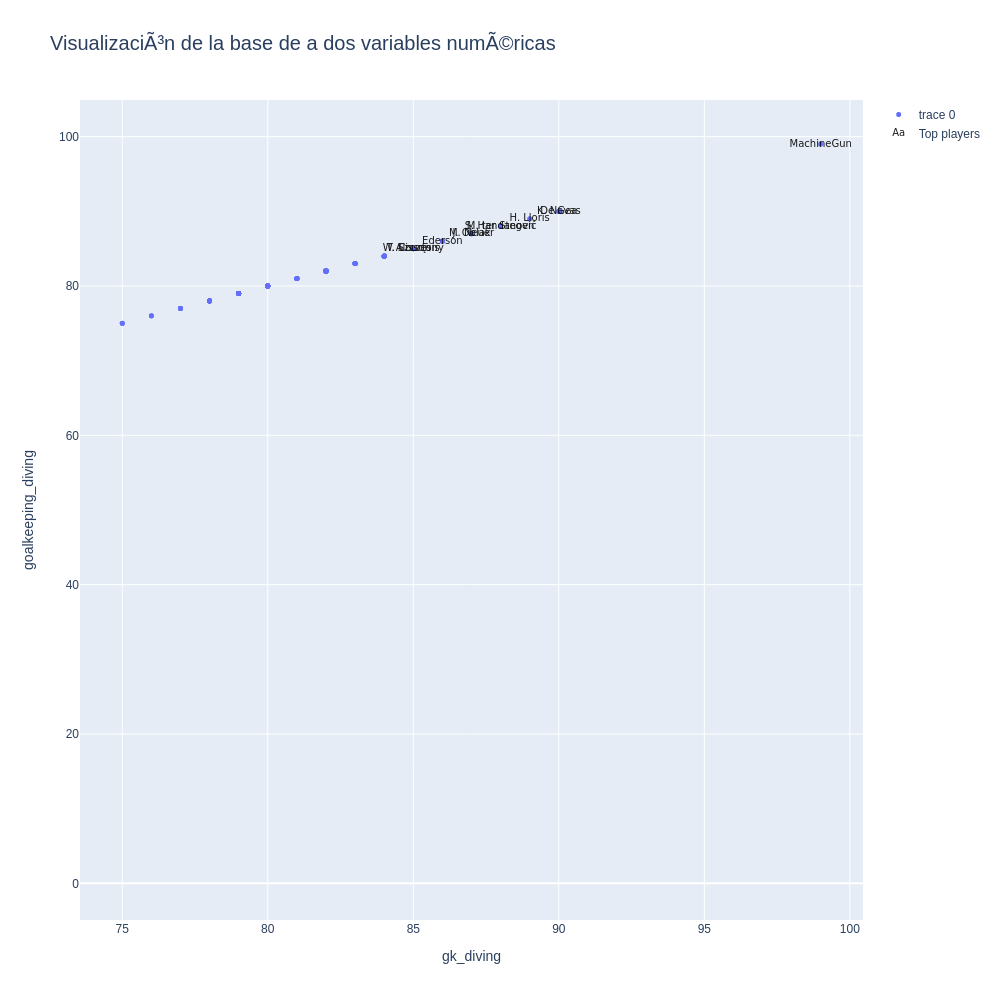 VisualizaciÃ³n de la base de a dos variables numÃ©ricas
trace 0
Aa Top players
100
80
60
40
20
0
MachineGun
H. Lloris
Ederson
goalkeeping_diving
75 80 85 90 95 100
gk_diving